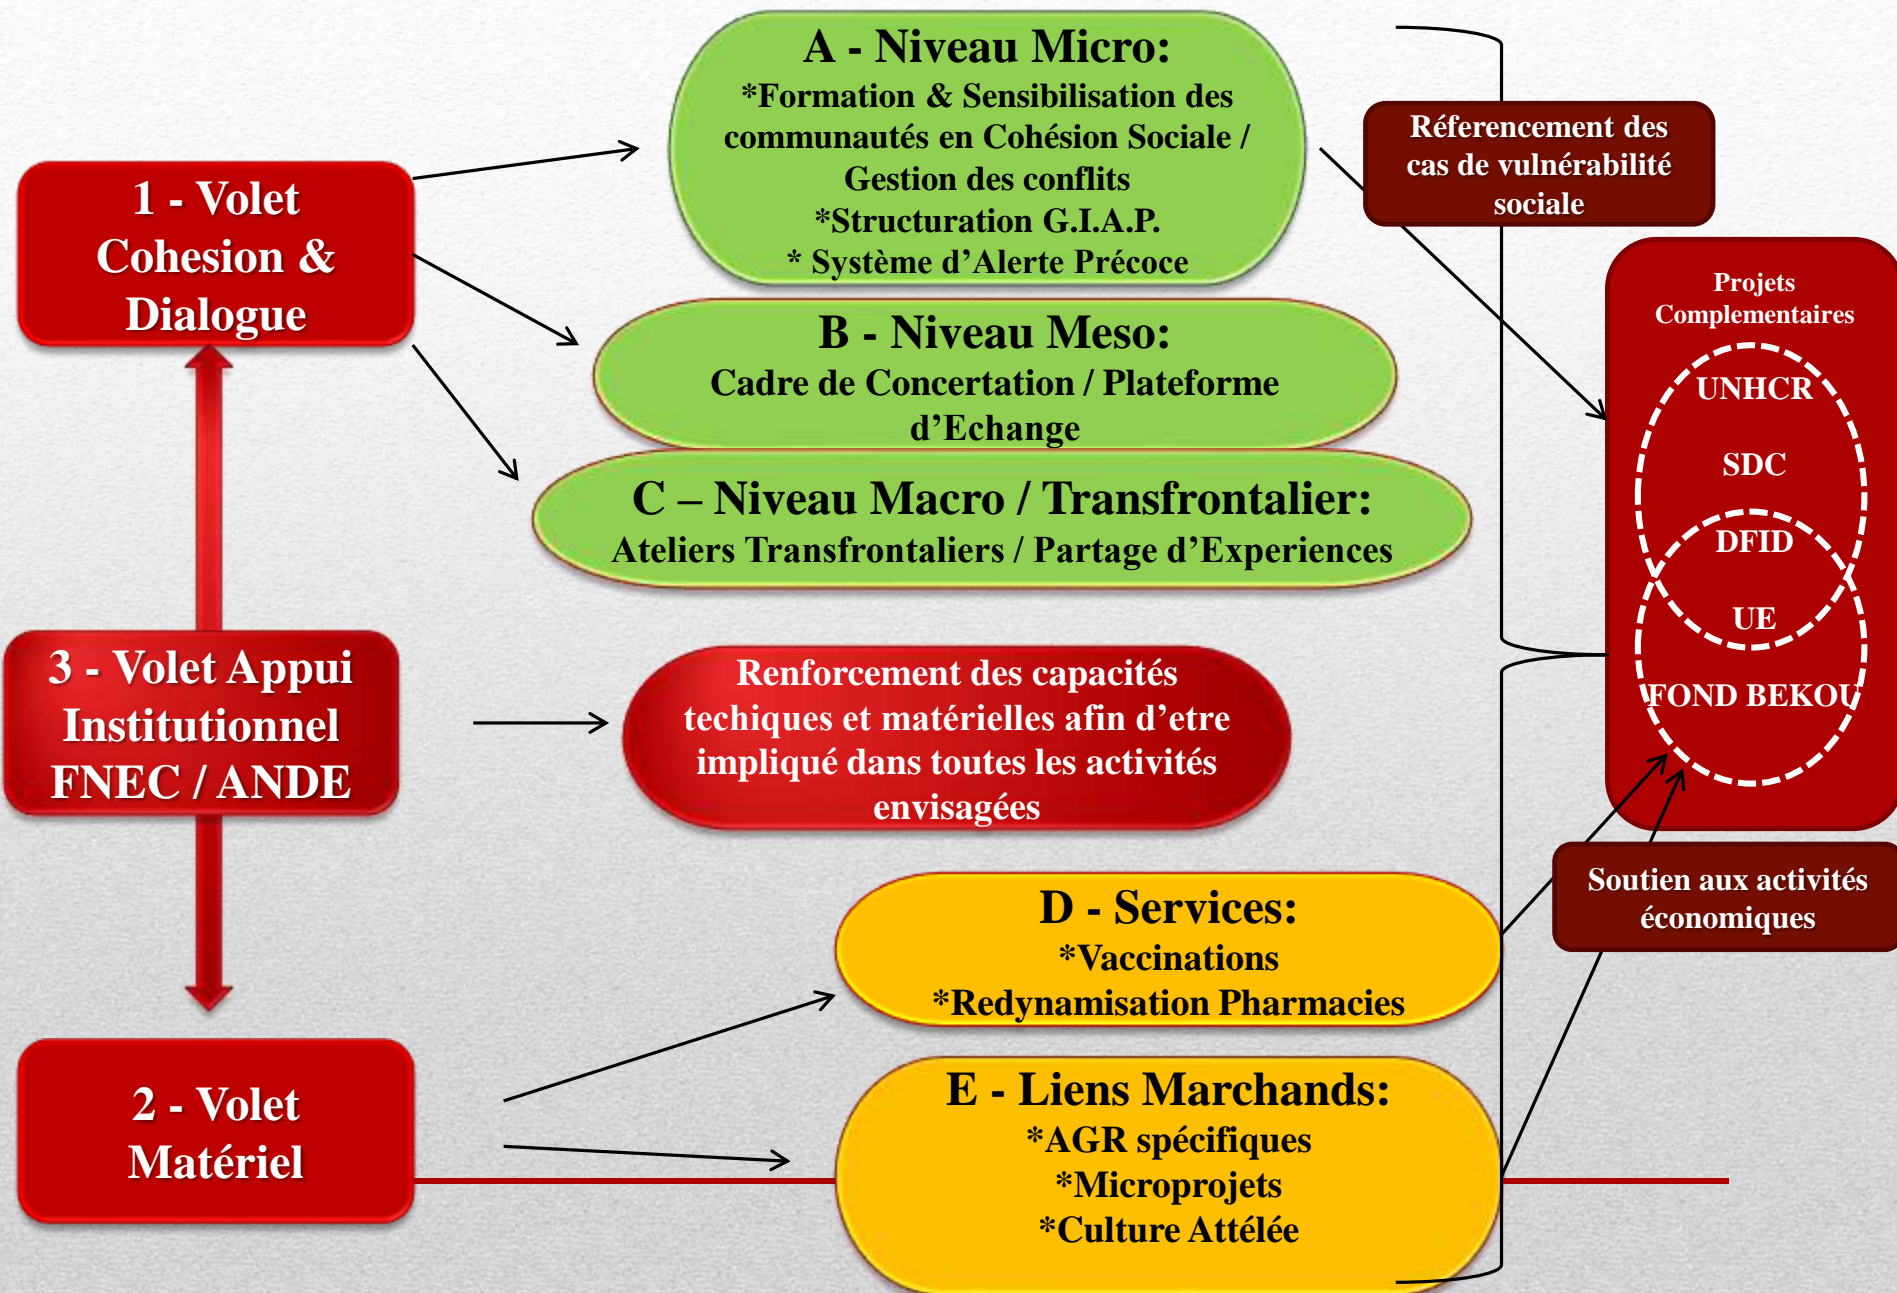 1 - Volet
Cohesion &
Dialogue
A - Niveau Micro:
*Formation & Sensibilisation des
communautés en Cohésion Sociale /
Gestion des conflits
*Structuration G.I.A.P.
* Système d’Alerte Précoce
B - Niveau Meso:
Cadre de Concertation / Plateforme
d’Echange
C – Niveau Macro / Transfrontalier:
Ateliers Transfrontaliers / Partage d’Experiences
Réferencement des
cas de vulnérabilité
sociale
Projets
Complementaires
UNHCR
SDC
DFID
UE
FOND BEKOU
3 - Volet Appui
Institutionnel
FNEC / ANDE
Renforcement des capacités
techiques et matérielles afin d’etre
impliqué dans toutes les activités
envisagées
2 - Volet
Matériel
D - Services:
*Vaccinations
*Redynamisation Pharmacies
E - Liens Marchands:
*AGR spécifiques
*Microprojets
*Culture Attélée
Soutien aux activités
économiques